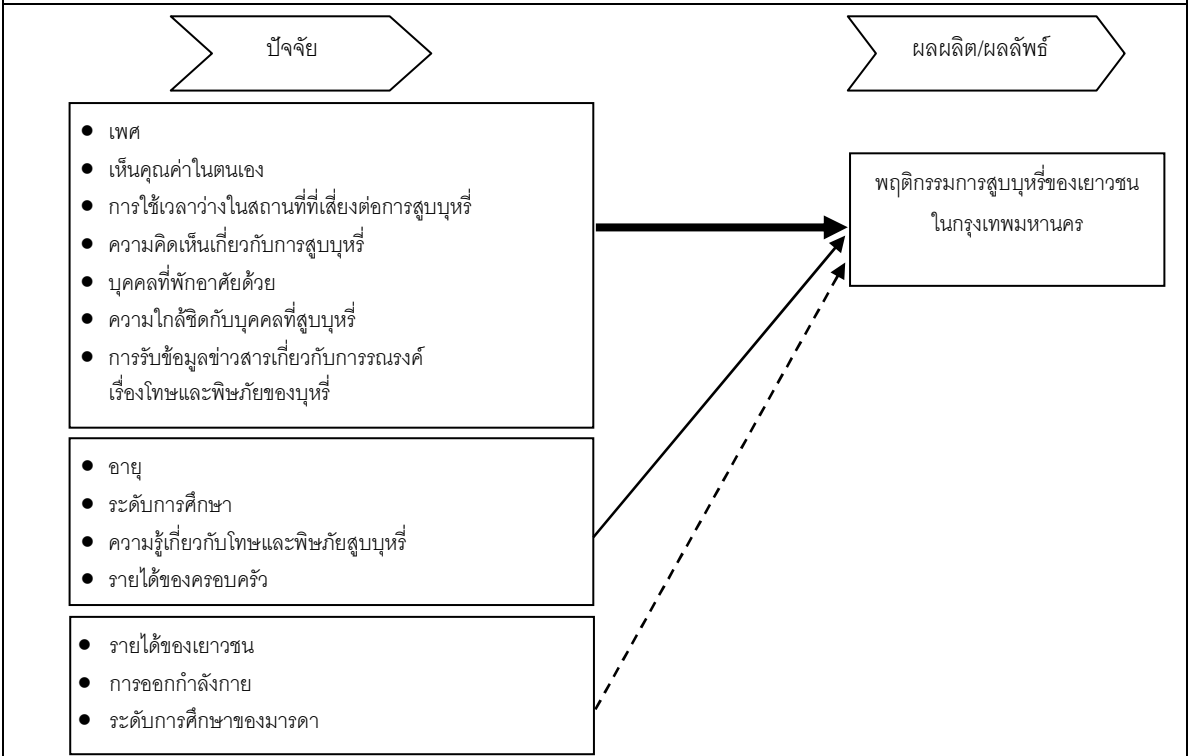 ปัจจัย
ผลผลิต/ผลลัพธ์
● เพศ
● เห็นคุณค่าในตนเอง
● การใช้เวลาว่างในสถานที่ที่เสี่ยงต่อการสูบบุหรี่
● ความคิดเห็นเกี่ยวกับการสูบบุหรี่
● บุคคลที่พักอาศัยด้วย
● ความใกล้ชิดกับบุคคลที่สูบบุหรี่
● การรับข้อมูลข่าวสารเกี่ยวกับการรณรงค์
เรื่องโทษและพิษภัยของบุหรี่
พฤติกรรมการสูบบุหรี่ของเยาวชน
ในกรุงเทพมหานคร
● อายุ
● ระดับการศึกษา
● ความรู้เกี่ยวกับโทษและพิษภัยสูบบุหรี่
● รายได้ของครอบครัว
● รายได้ของเยาวชน
● การออกกำลังกาย
● ระดับการศึกษาของมารดา